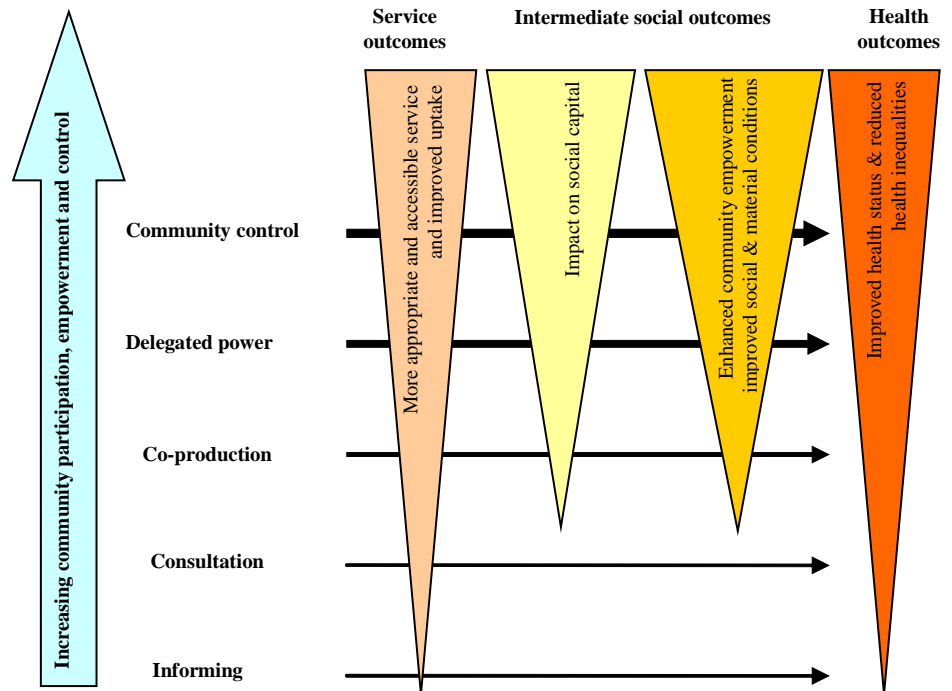 Service
outcomes
Intermediate social outcomes
Health
outcomes
Increasing community participation, empowerment and control
Community control
Delegated power
Co-production
Consultation
Informing
More appropriate and accessible service
and improved uptake
Impact on social capital
Enhanced community empowerment
improved social & material conditions
Improved health status & reduced
health inequalities